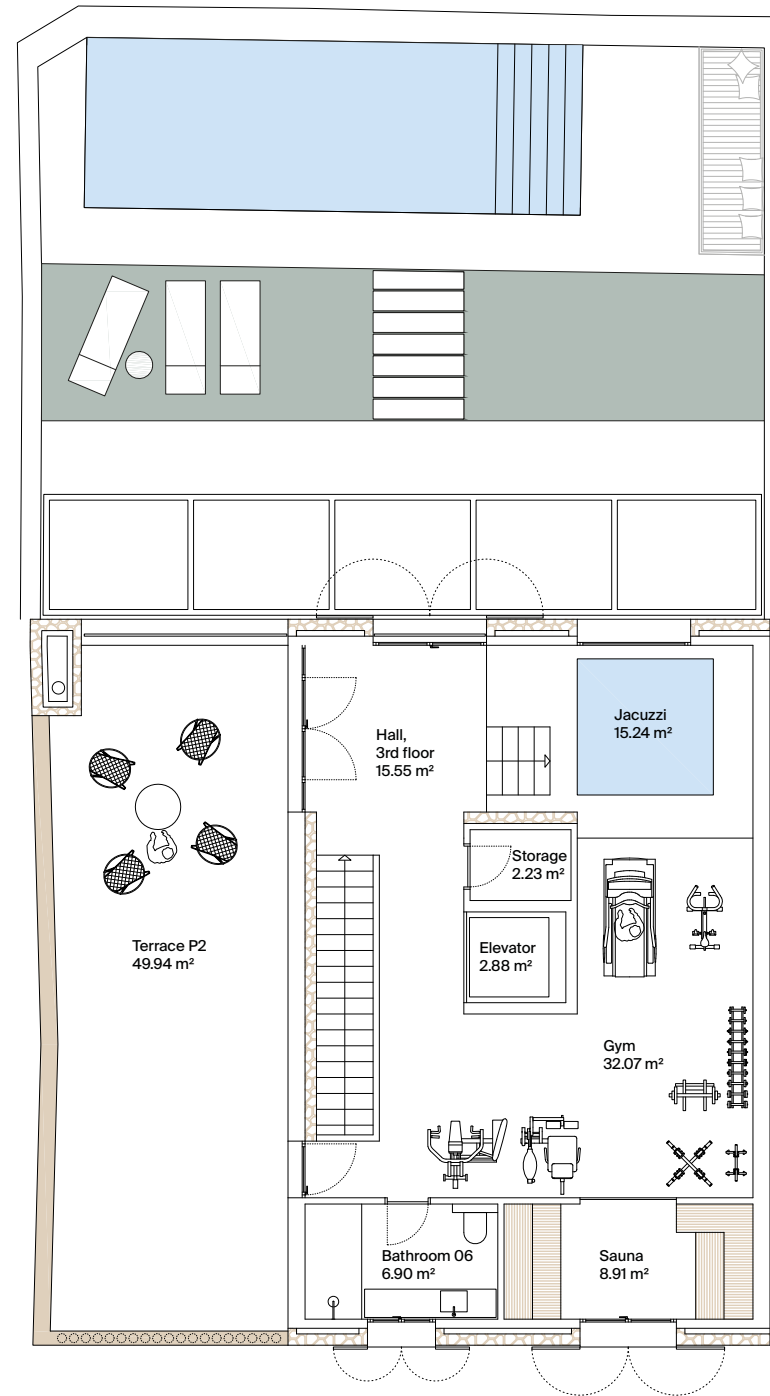 Jacuzzi
15.24 m²
Hall,
3rd floor
15.55 m²
Storage
2.23 m²
Terrace P2
49.94 m²
Elevator
2.88 m²
Gym
32.07 m²
Bathroom 06
6.90 m²
Sauna
8.91 m²